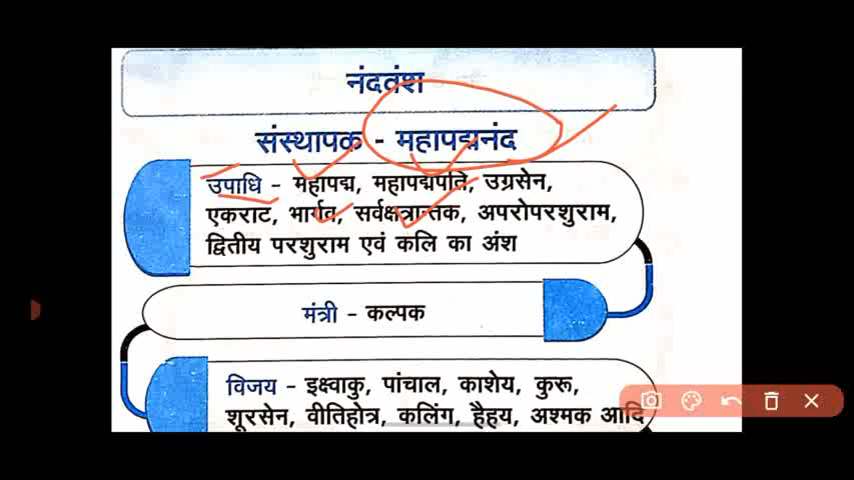 नंदवंश
संस्थापक - महापद्मनंद
उपाधि - महापद्म, महापद्मपति, उग्रसेन,
एकराट, भार्गव, सर्वक्षत्रान्तक, अपरोपरशुराम,
द्वितीय परशुराम एवं कलि का अंश
मंत्री - कल्पक
विजय - इक्ष्वाकु, पांचाल, काशेय, कुरू,
शूरसेन, वीतिहोत्र, कलिंग, हैहय, अश्मक आदि